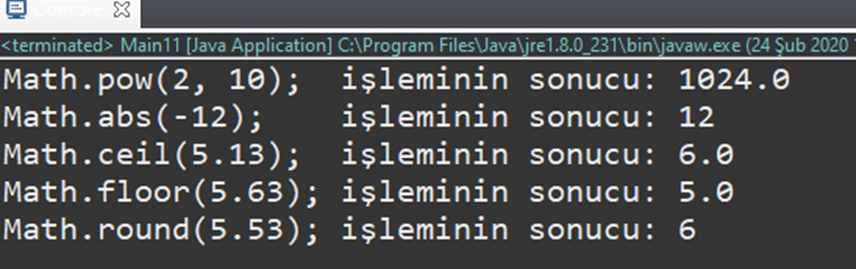 Console
<terminated> Main11 [Java Application] C:\Program Files\Java\jre1.8.0_231\bin\javaw.exe (24 Şub 2020
Math.pow(2, 10);  işleminin sonucu: 1024.0
Math.abs(-12);    işleminin sonucu: 12
Math.ceil(5.13);  işleminin sonucu: 6.0
Math.floor(5.63); işleminin sonucu: 5.0
Math.round(5.53); işleminin sonucu: 6